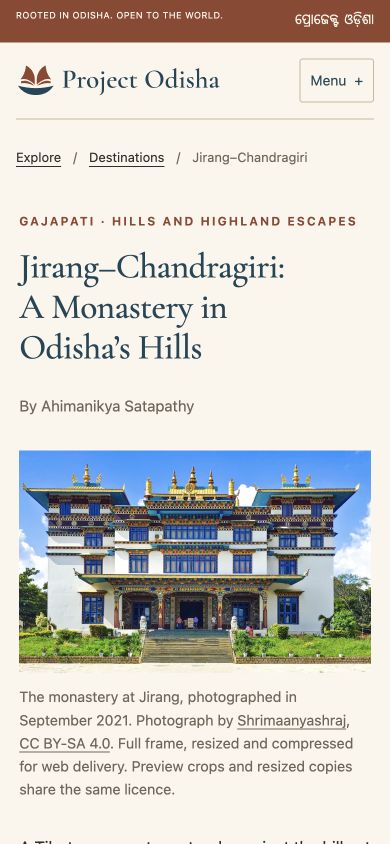 ROOTED IN ODISHA. OPEN TO THE WORLD.
ପ୍ରୋଜେକ୍ଟ ଓଡ଼ିଶା
Project Odisha
Menu +
Explore / Destinations / Jirang–Chandragiri
GAJAPATI · HILLS AND HIGHLAND ESCAPES
Jirang–Chandragiri:
A Monastery in
Odisha’s Hills
By Ahimanikya Satapathy
The monastery at Jirang, photographed in
September 2021. Photograph by Shrimaanyashraj,
CC BY-SA 4.0. Full frame, resized and compressed
for web delivery. Preview crops and resized copies
share the same licence.